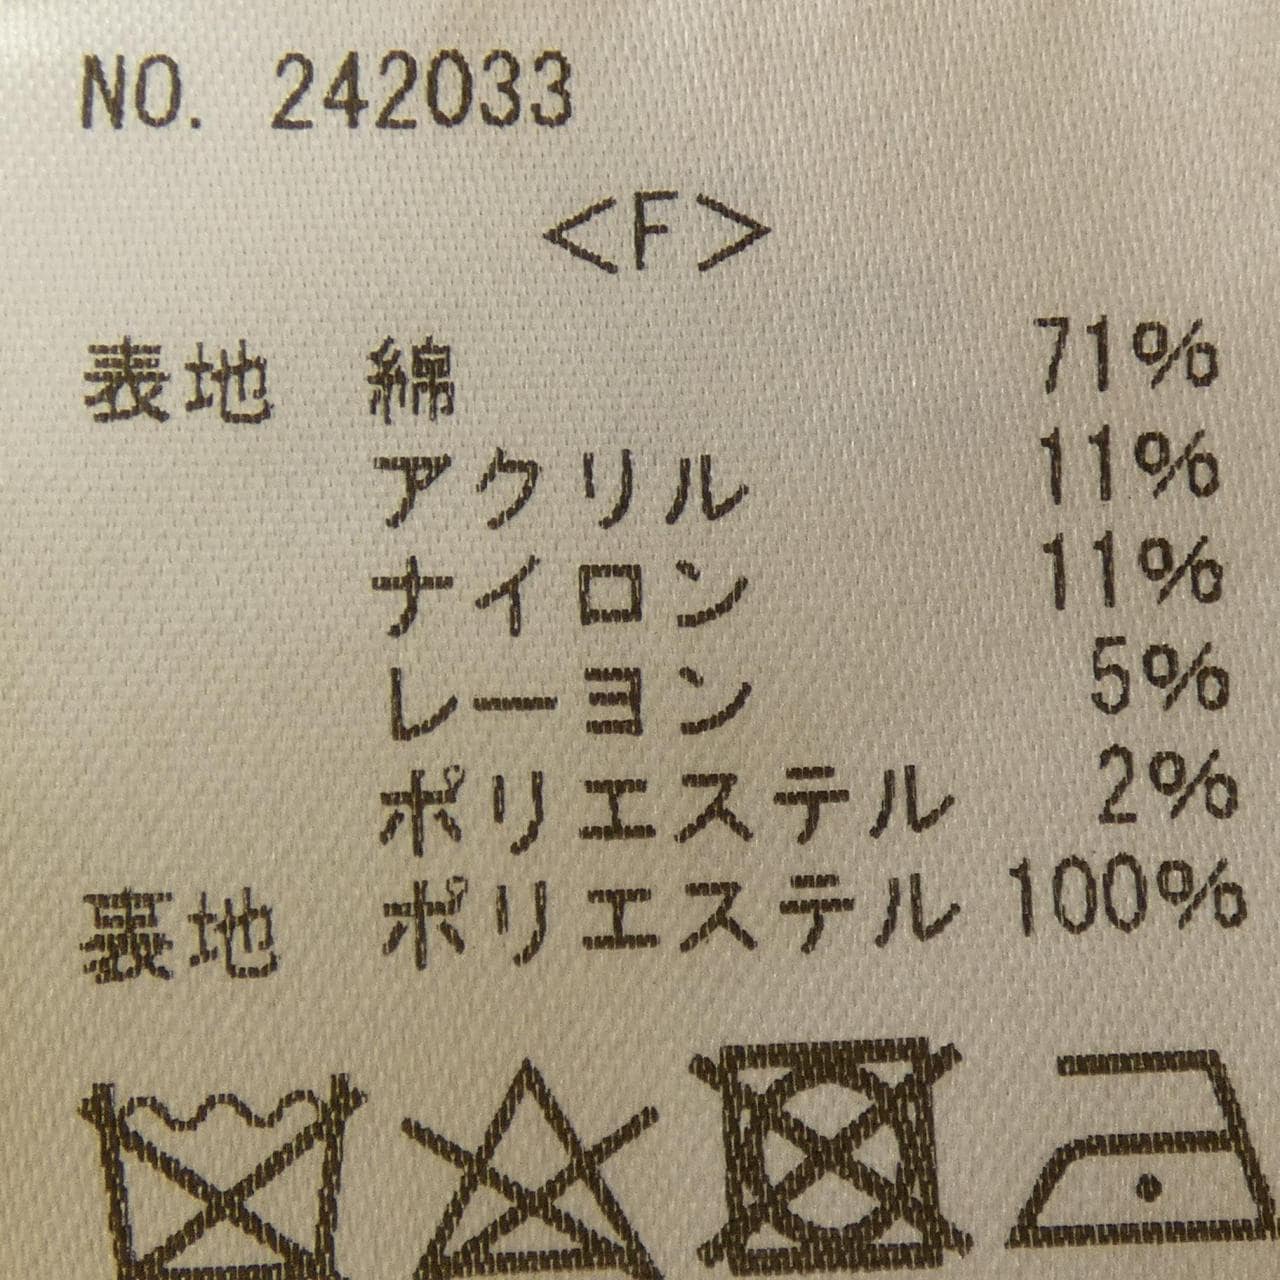 NO. 242033
<F>
表地 綿 71%
アクリル 11%
ナイロン 11%
レーヨン 5%
ポリエステル 2%
裏地 ポリエステル 100%